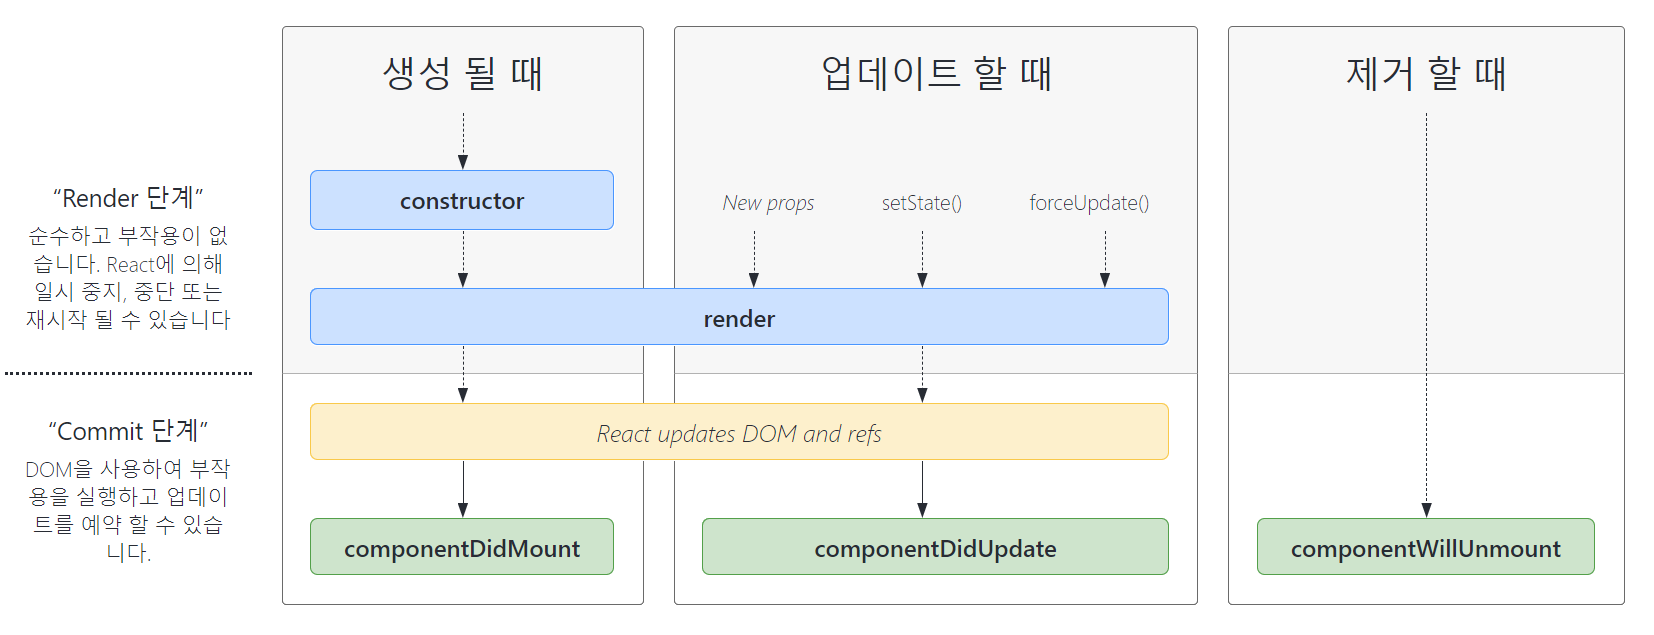 생성 될 때
업데이트 할 때
제거 할 때
“Render 단계”
순수하고 부작용이 없
습니다. React에 의해
일시 중지, 중단 또는
재시작 될 수 있습니다
constructor
New props
setState()
forceUpdate()
render
“Commit 단계”
DOM을 사용하여 부작
용을 실행하고 업데이
트를 예약 할 수 있습
니다.
React updates DOM and refs
componentDidMount
componentDidUpdate
componentWillUnmount